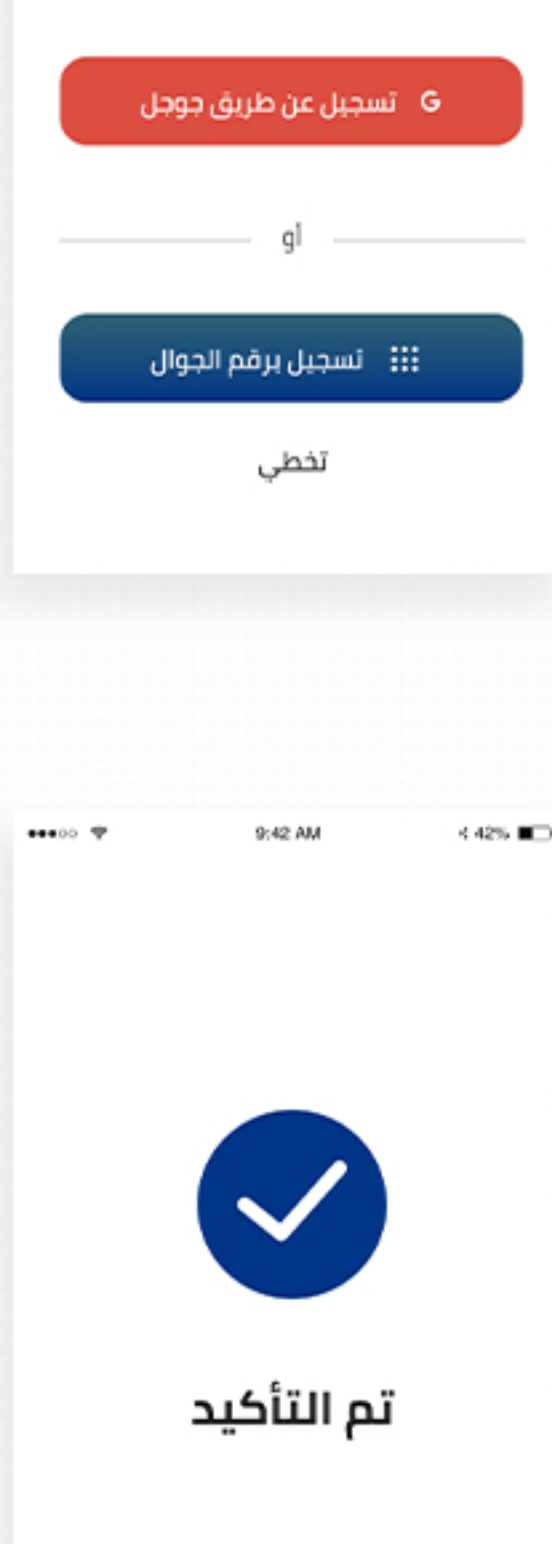 تسجيل عن طريق جوجل G
أو
تسجيل برقم الجوال
تخطي
9:42 AM 42%
تم التأكيد